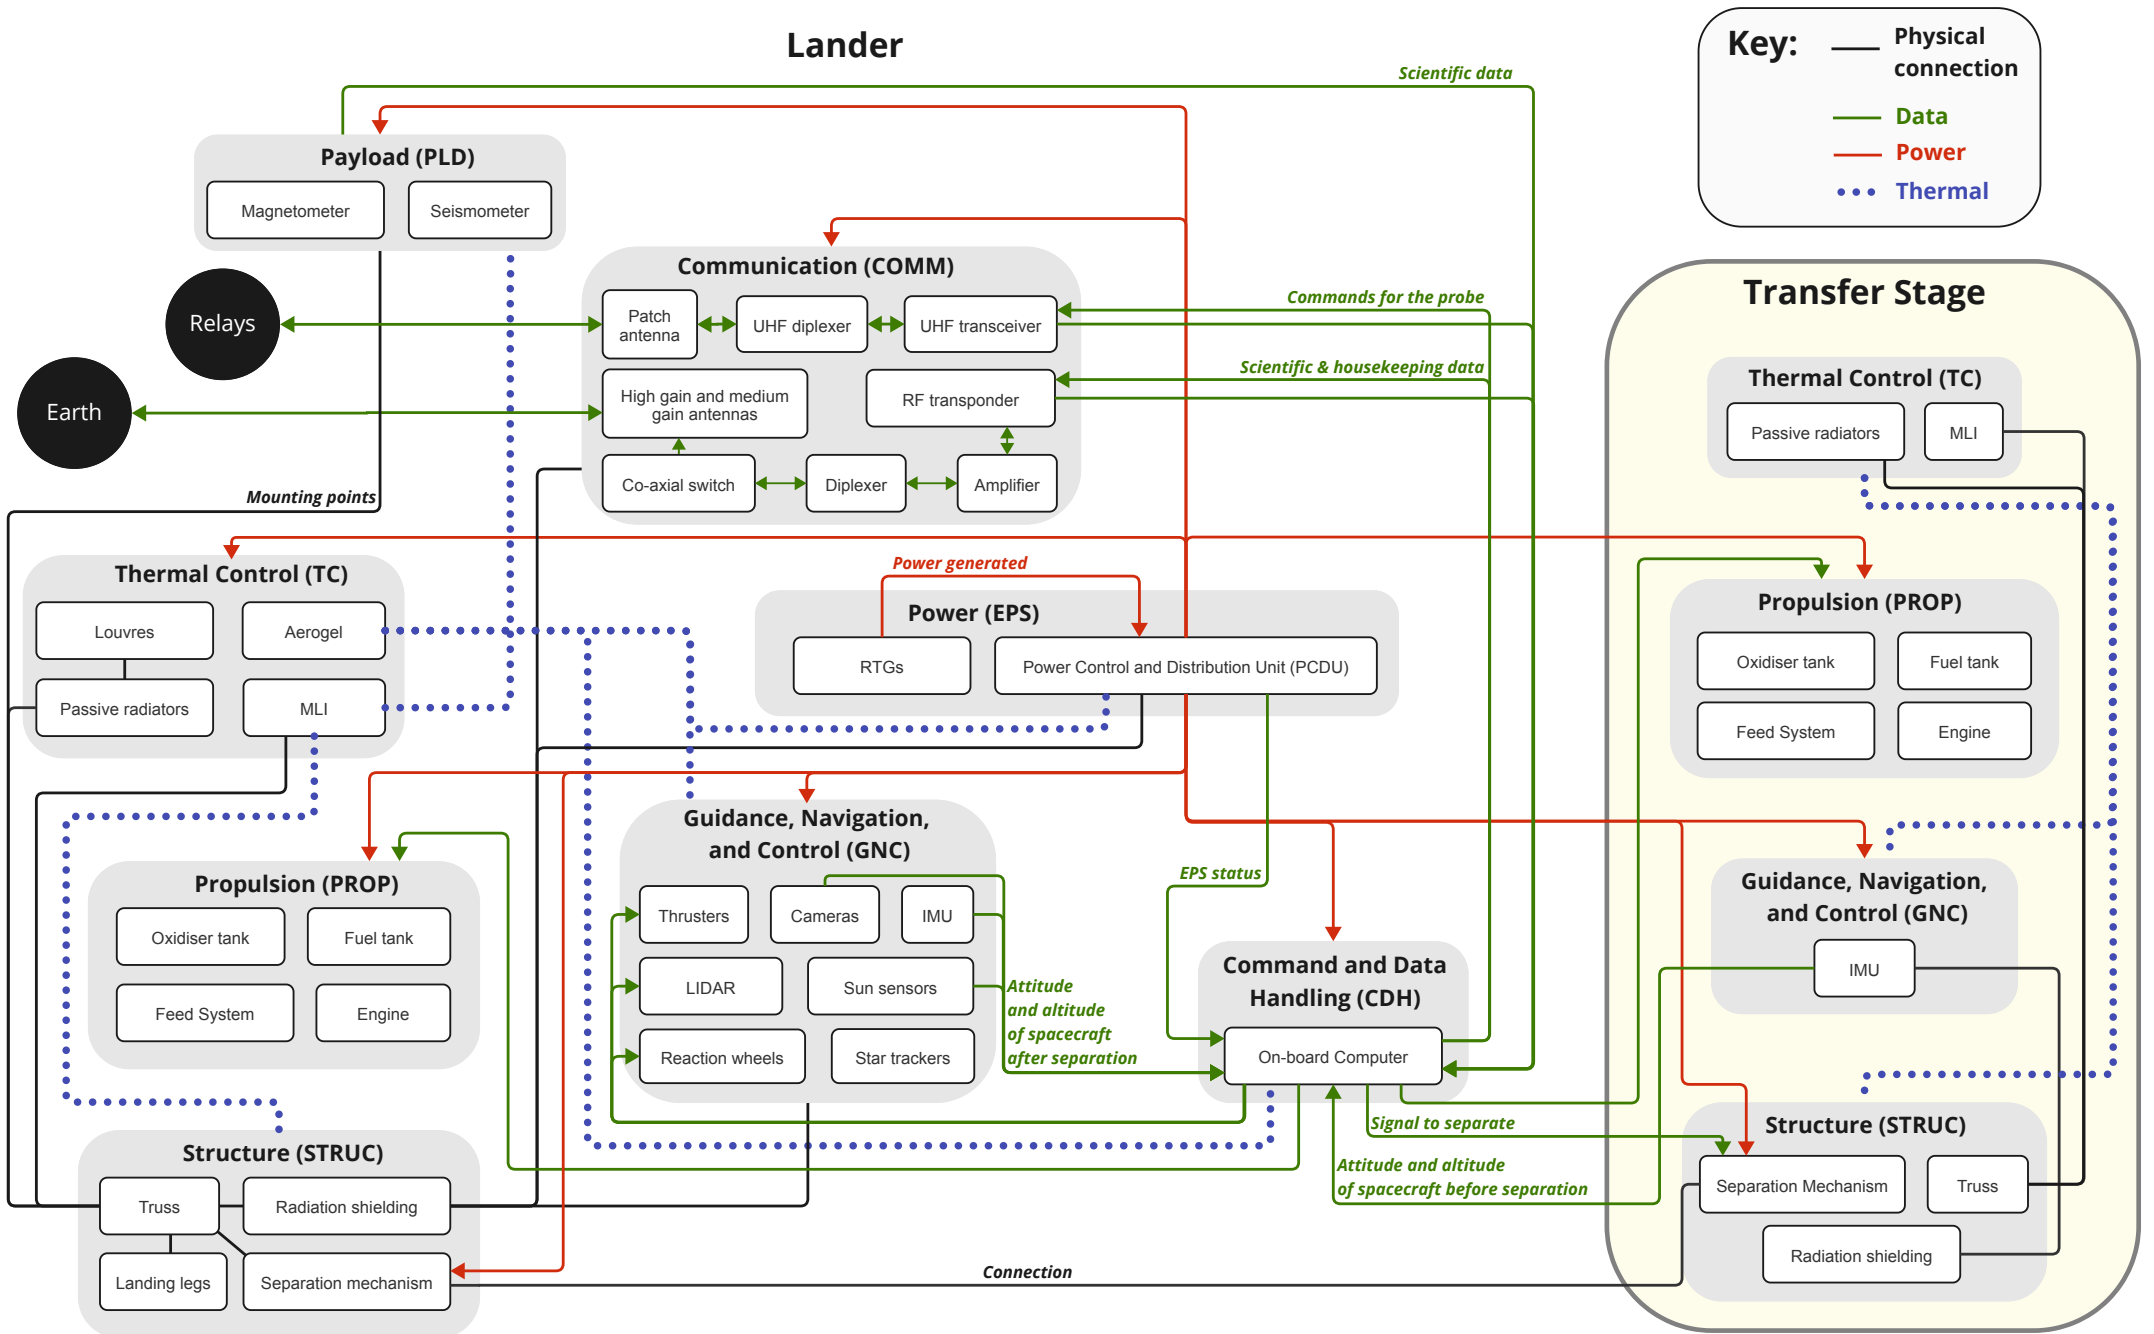 Lander
Key:
Physical
connection
Data
Power
Thermal
Scientific data
Payload (PLD)
Magnetometer
Seismometer
Relays
Earth
Communication (COMM)
Patch
antenna
UHF diplexer
UHF transceiver
High gain and medium
gain antennas
RF transponder
Co-axial switch
Diplexer
Amplifier
Commands for the probe
Scientific & housekeeping data
Mounting points
Thermal Control (TC)
Louvres
Aerogel
Passive radiators
MLI
Power generated
Power (EPS)
RTGs
Power Control and Distribution Unit (PCDU)
EPS status
Propulsion (PROP)
Oxidiser tank
Fuel tank
Feed System
Engine
Guidance, Navigation,
and Control (GNC)
Thrusters
Cameras
IMU
LIDAR
Sun sensors
Reaction wheels
Star trackers
Attitude
and altitude
of spacecraft
after separation
Command and Data
Handling (CDH)
On-board Computer
Signal to separate
Attitude and altitude
of spacecraft before separation
Structure (STRUC)
Truss
Radiation shielding
Landing legs
Separation mechanism
Connection
Transfer Stage
Thermal Control (TC)
Passive radiators
MLI
Propulsion (PROP)
Oxidiser tank
Fuel tank
Feed System
Engine
Guidance, Navigation,
and Control (GNC)
IMU
Structure (STRUC)
Separation Mechanism
Truss
Radiation shielding